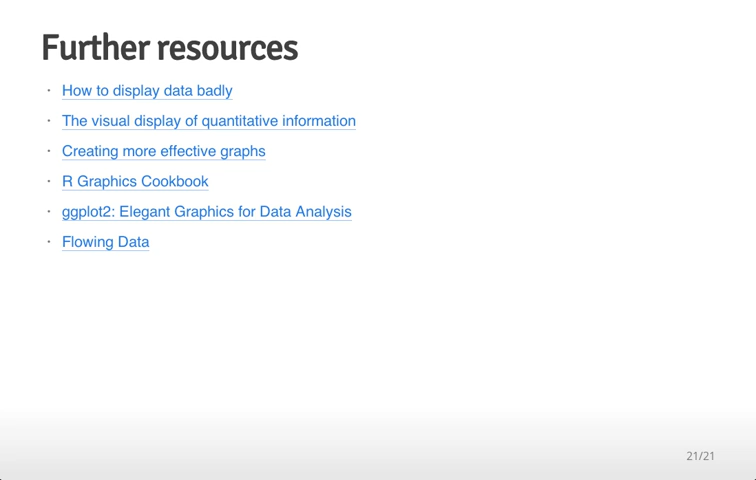 Further resources
· How to display data badly
· The visual display of quantitative information
· Creating more effective graphs
· R Graphics Cookbook
· ggplot2: Elegant Graphics for Data Analysis
· Flowing Data
21/21